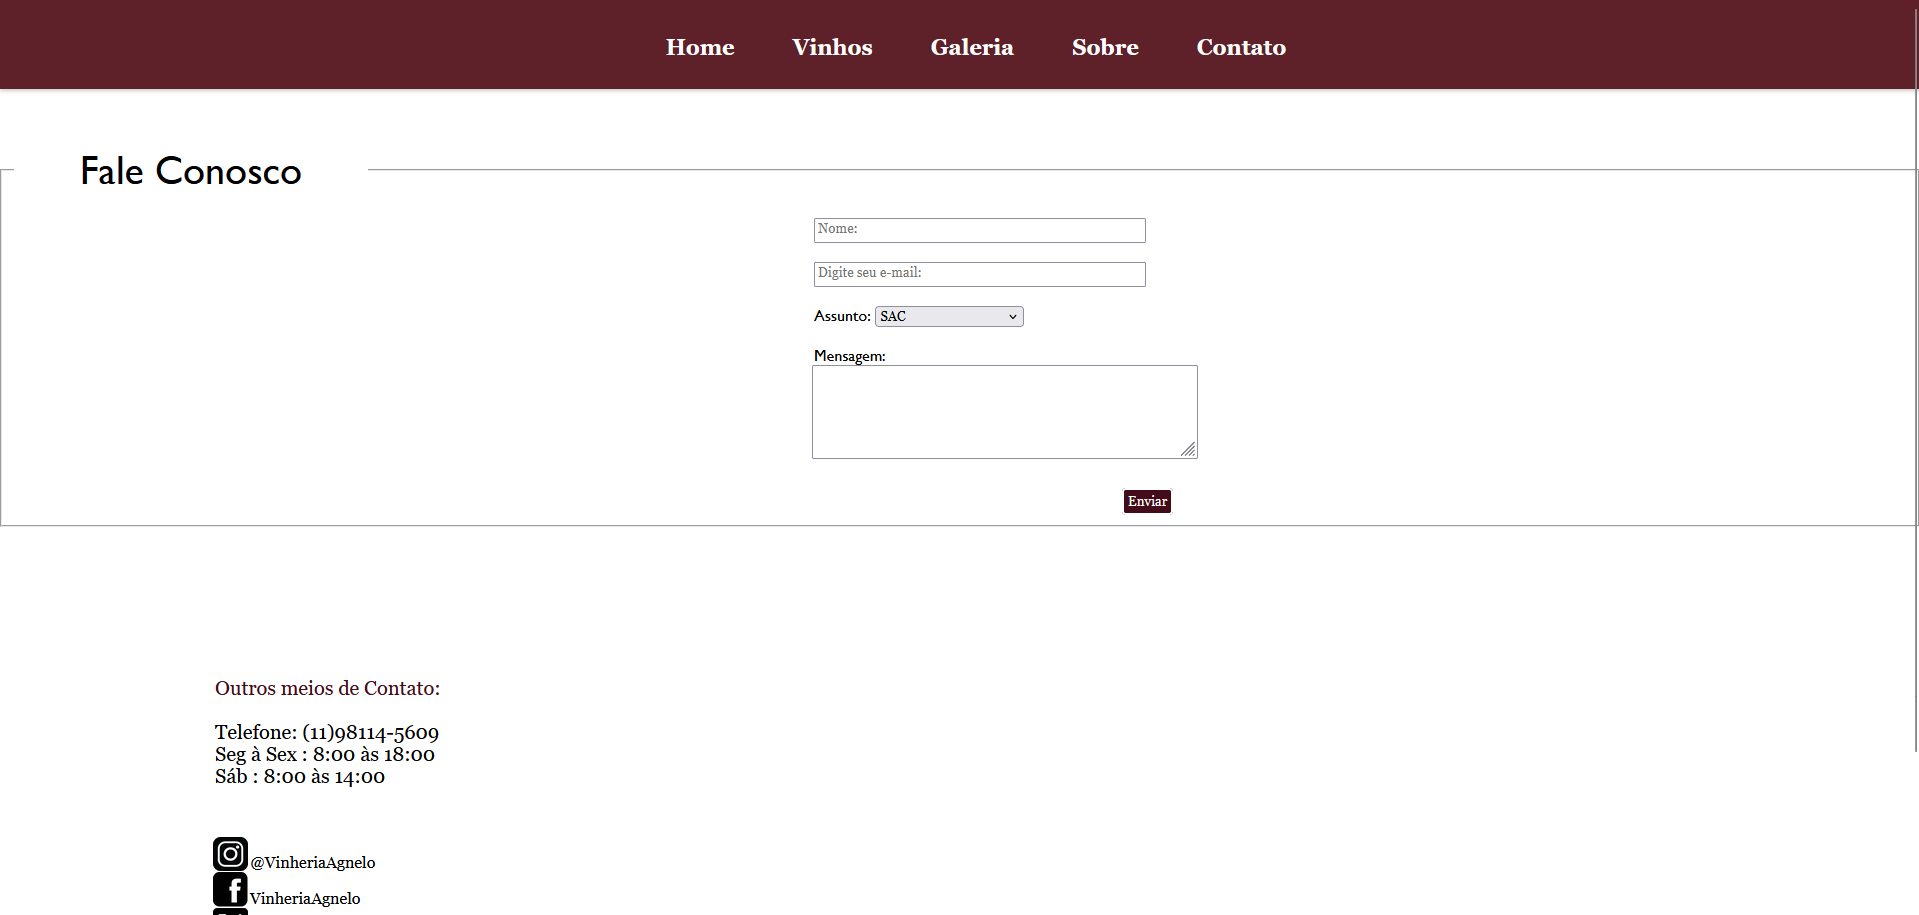 Home Vinhos Galeria Sobre Contato
Fale Conosco
Nome:
Digite seu e-mail:
Assunto: SAC
Mensagem:
Enviar
Outros meios de Contato:
Telefone: (11)98114-5609
Seg à Sex : 8:00 às 18:00
Sáb : 8:00 às 14:00
@VinheriaAgnelo
VinheriaAgnelo